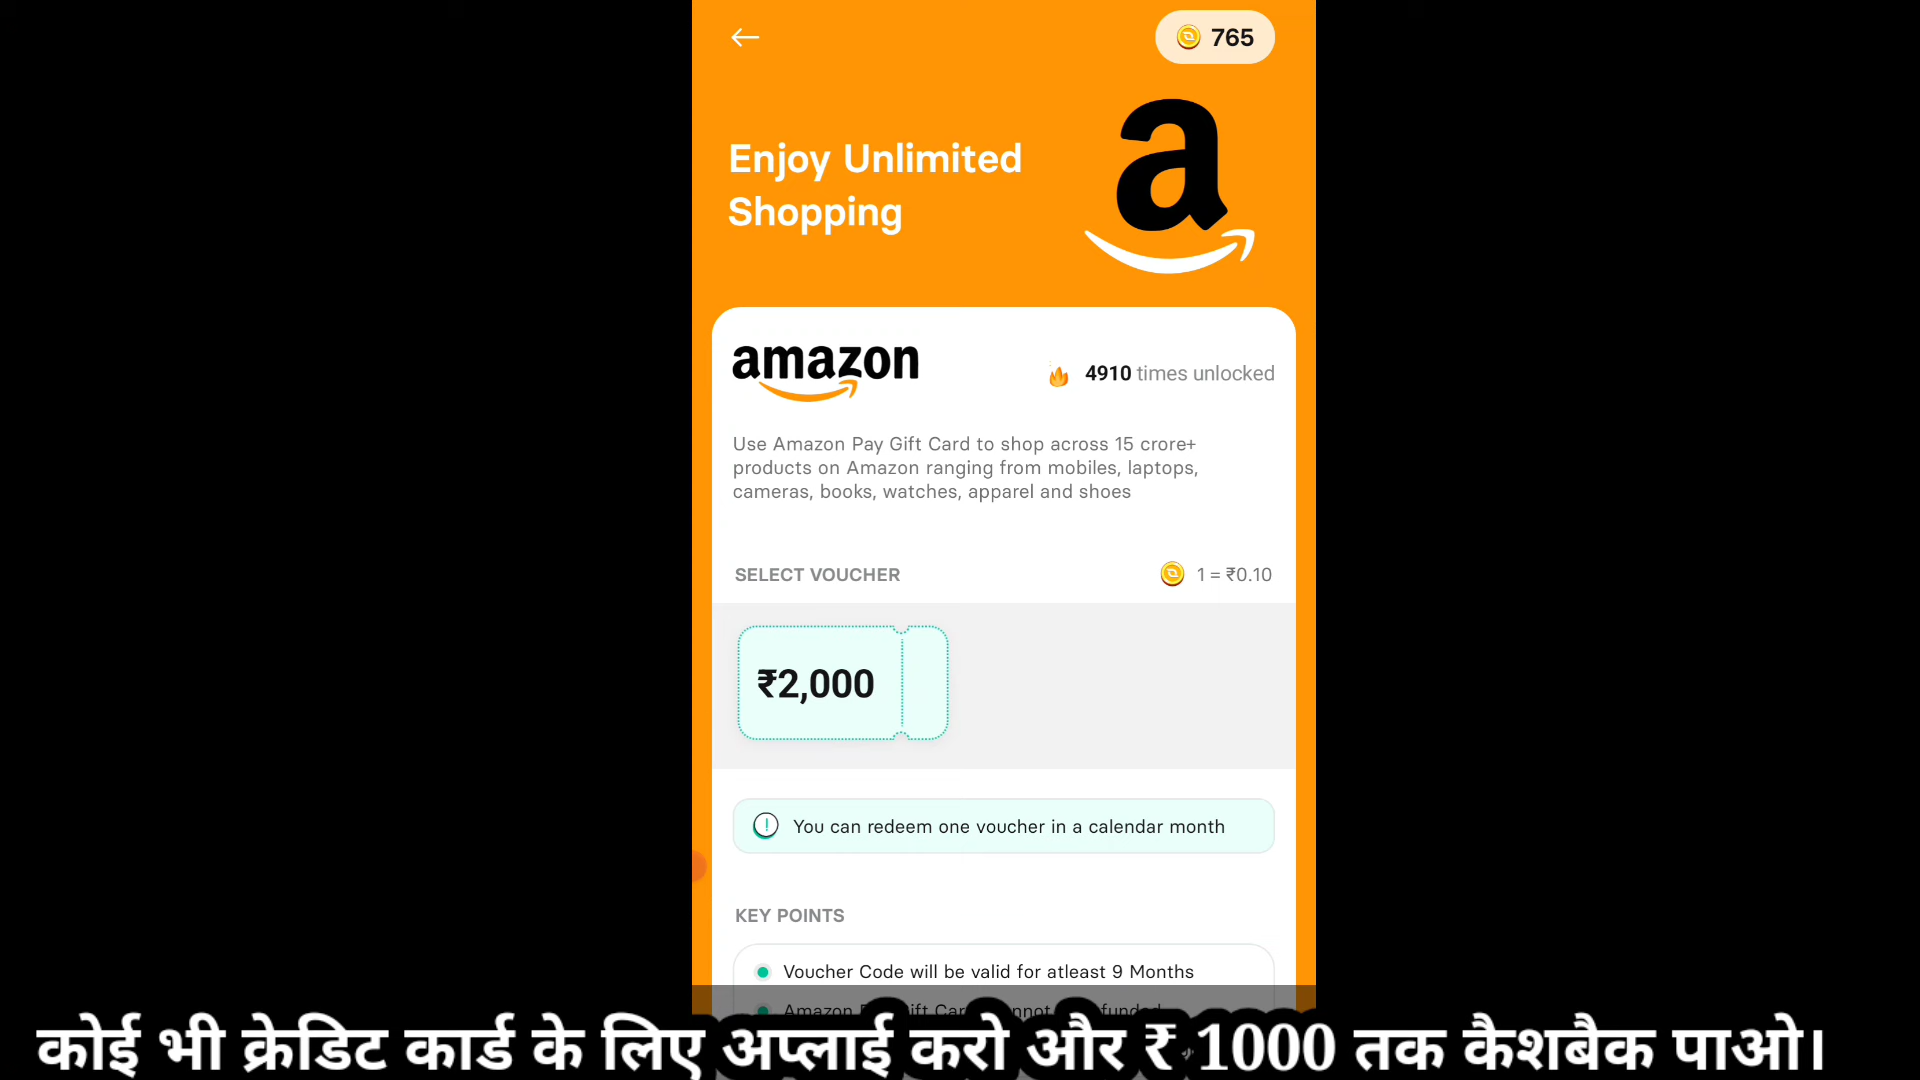 765
Enjoy Unlimited
Shopping
a
amazon
4910 times unlocked
Use Amazon Pay Gift Card to shop across 15 crore+
products on Amazon ranging from mobiles, laptops,
cameras, books, watches, apparel and shoes
SELECT VOUCHER
1 = ₹0.10
₹2,000
You can redeem one voucher in a calendar month
KEY POINTS
Voucher Code will be valid for atleast 9 Months
Amazon
कोई भी क्रेडिट कार्ड के लिए अप्लाई करो और ₹ 1000 तक कैशबैक पाओ।